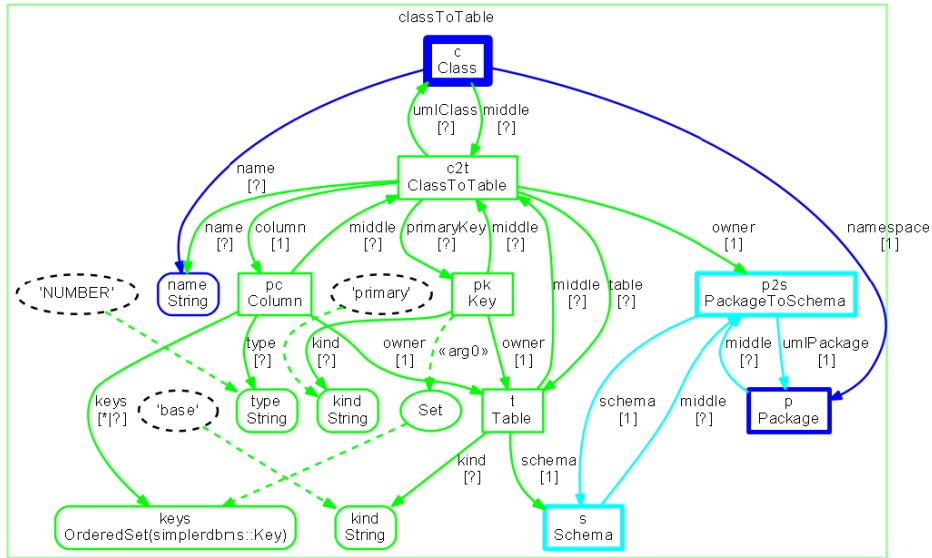 classToTable
c
Class
umlClass
[?]
middle
[?]
name
[?]
c2t
ClassToTable
name
[?]
column
[1]
middle
[?]
primaryKey
[?]
middle
[?]
owner
[1]
namespace
[1]
'NUMBER'
name
String
pc
Column
'primary'
pk
Key
middle
[?]
table
[?]
p2s
PackageToSchema
type
[?]
kind
[?]
owner
[1]
«arg0»
owner
[1]
middle
[?]
umlPackage
[1]
keys
[*|?]
'base'
type
String
kind
String
Set
t
Table
schema
[1]
middle
[?]
p
Package
kind
[?]
schema
[1]
keys
OrderedSet(simplerdbms::Key)
kind
String
s
Schema